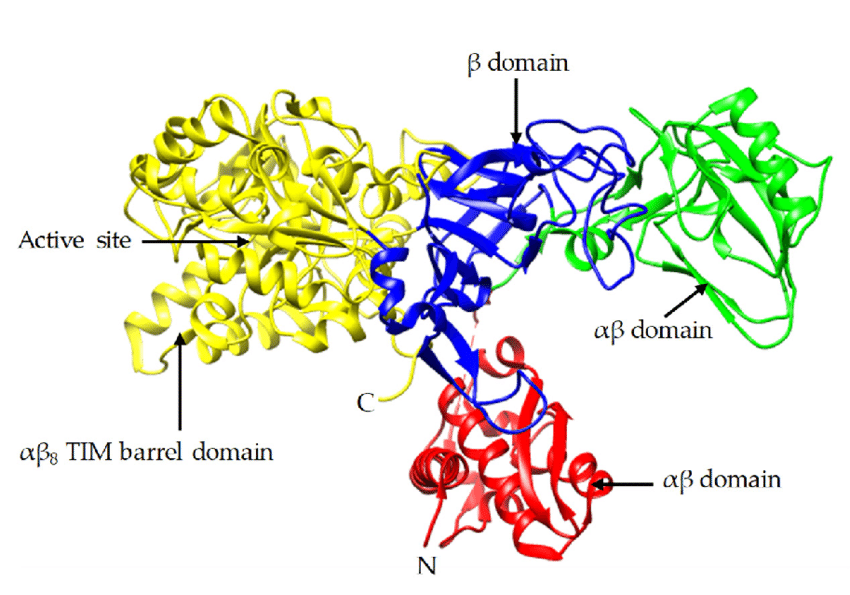 β domain
Active site
αβ domain
C
αβ₈ TIM barrel domain
αβ domain
N